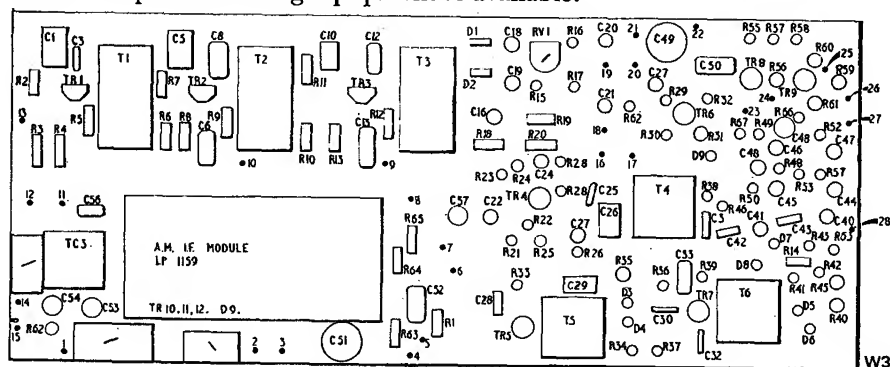 C1 C3 T1 C5 C8 T2 C10 C12 T3 D1 C18 RV1 R16 C20 21 C49 22 R55 R57 R58
R2 TR1 R7 TR2 R11 TR3 D2 C19 R15 R17 19 20 C27 C50 TR8 R56 TR9 R60 25 R59
13 R5 R6 R8 R9 R12 C16 R19 C21 R62 R29 R32 24 23 R66 R61 26
R3 R4 C6 10 R10 R13 C13 9 R18 R20 18 R30 TR6 R31 R67 R49 C48 R52 27
16 17 D9 C46 C47
R23 R24 C24 R28 T4 C48 R48
12 11 C56 8 C57 C22 TR4 R28 C25 C26 R38 R50 R53 R57
R65 R22 C3 R46 C41 C45 C44
TC3 A.M. I.F. MODULE 7 R21 R25 C27 C42 D7 C43 C40 28
LP 1159 R64 6 R26 D8 R14 R43 R63
R33 R35 R36 C33 R39 R42
14 C54 C53 TR 10,11,12. D9. C52 C28 C29 D3 TR7 T6 R41 R45
15 R62 C51 R63 5 R1 TR5 T5 D4 C30 D5 R40
1 2 3 4 R34 R37 C32 D6
W3